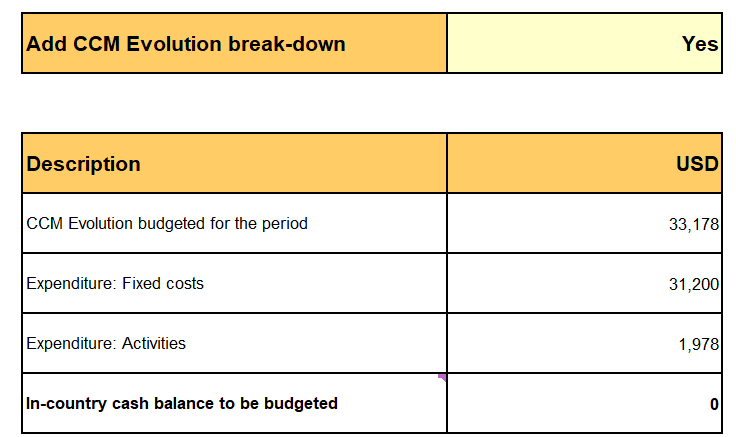 Add CCM Evolution break-down Yes
Description USD
CCM Evolution budgeted for the period 33,178
Expenditure: Fixed costs 31,200
Expenditure: Activities 1,978
In-country cash balance to be budgeted 0